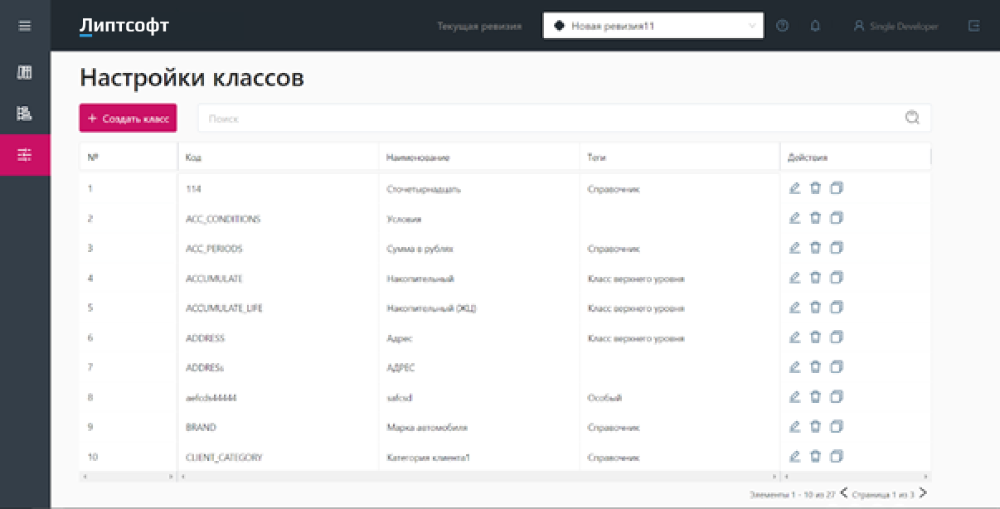 Липтсофт
Текущая ревизия
Новая ревизия11
Single Developer
Настройки классов
+ Создать класс
Поиск
№ Код Наименование Теги Действия
1 114 Сточетырнадцать Справочник
2 ACC_CONDITIONS Условия
3 ACC_PERIODS Сумма в рублях Справочник
4 ACCUMULATE Накопительный Класс верхнего уровня
5 ACCUMULATE_LIFE Накопительный (ЖЦ) Класс верхнего уровня
6 ADDRESS Адрес Класс верхнего уровня
7 ADDRESs АДРЕС
8 Особый
9 BRAND Марка автомобиля Справочник
10 CLIENT_CATEGORY Категория клиента1 Справочник
Элементы 1 - 10 из 27 Страница 1 из 3